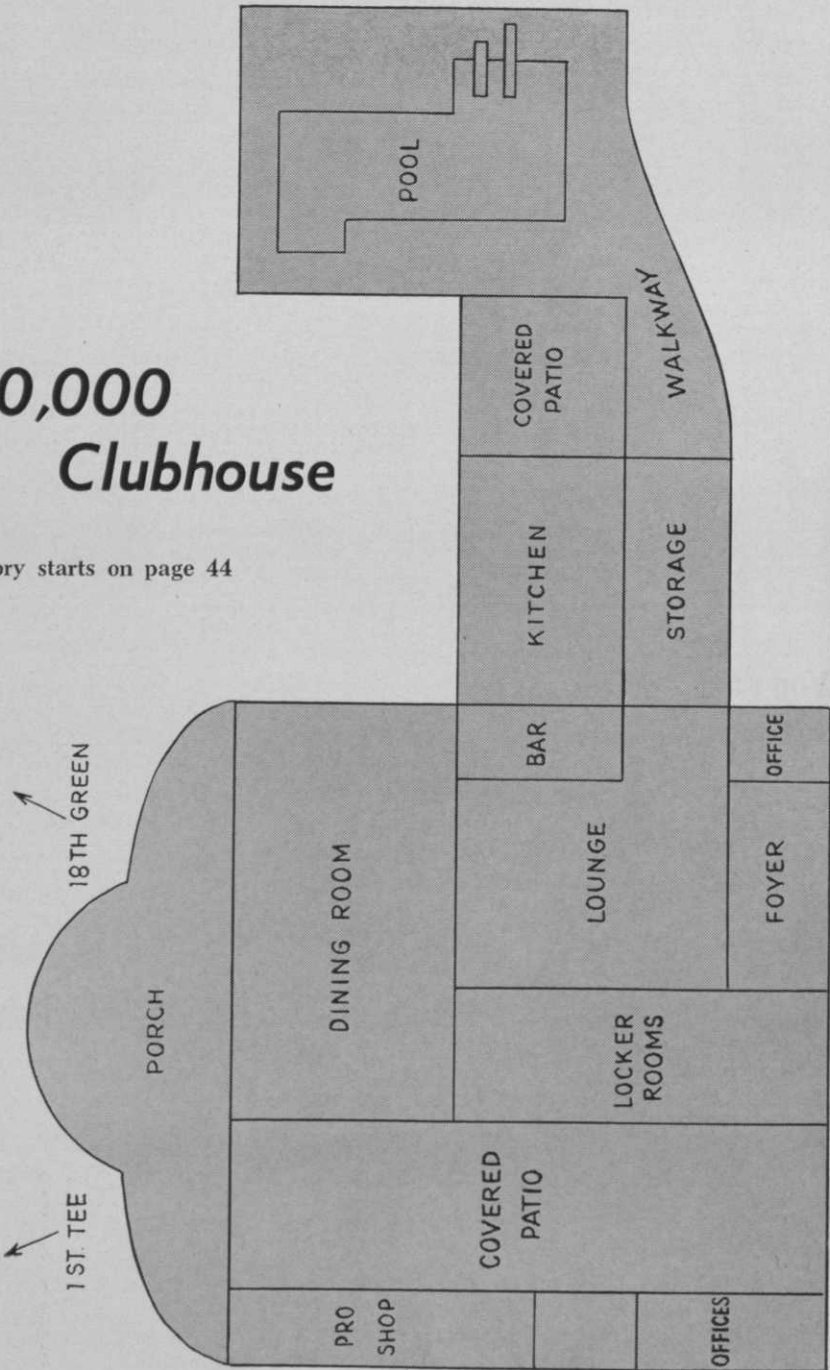 0,000
Clubhouse
ory starts on page 44
POOL
COVERED
PATIO
WALKWAY
KITCHEN
STORAGE
18TH GREEN
BAR
OFFICE
DINING ROOM
LOUNGE
FOYER
PORCH
LOCKER
ROOMS
1 ST. TEE
COVERED
PATIO
PRO
SHOP
OFFICES